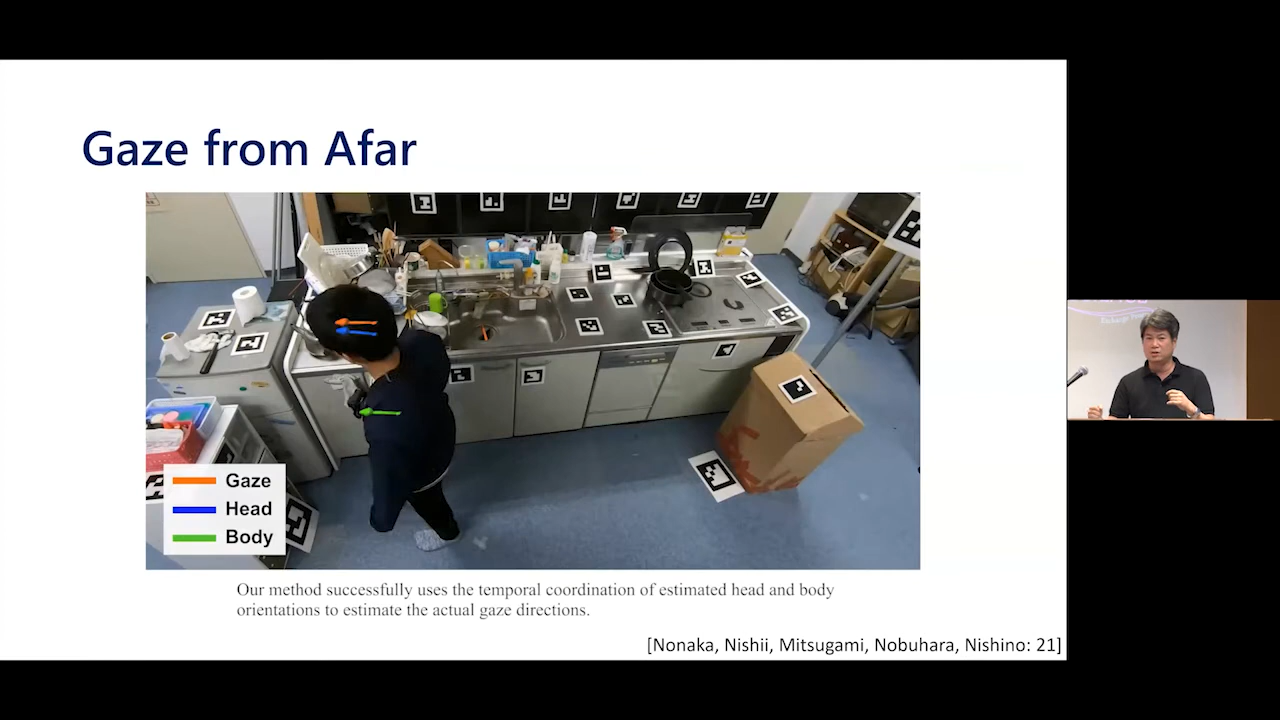 Gaze from Afar
Gaze
Head
Body
Our method successfully uses the temporal coordination of estimated head and body
orientations to estimate the actual gaze directions.
[Nonaka, Nishii, Mitsugami, Nobuhara, Nishino: 21]